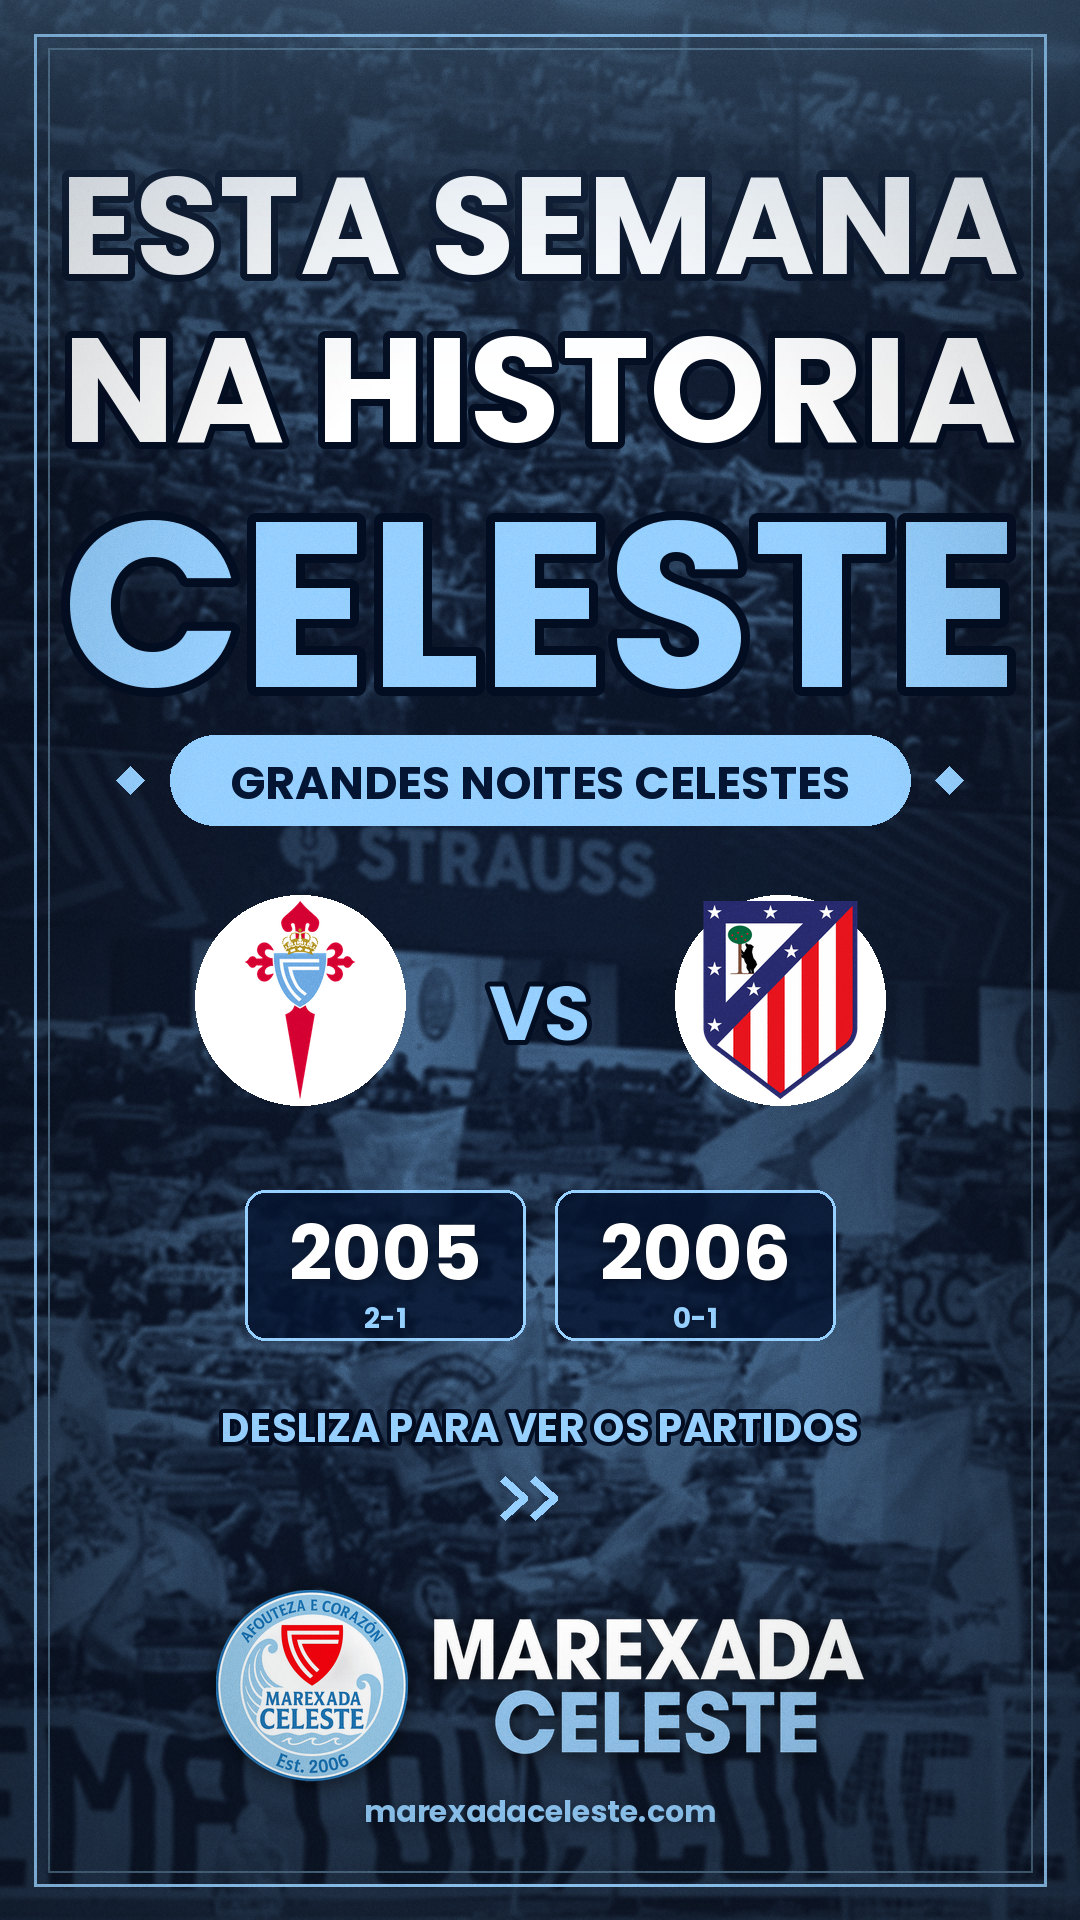 ESTA SEMANA
NA HISTORIA
CELESTE
GRANDES NOITES CELESTES
STRAUSS
VS
2005
2-1
2006
0-1
DESLIZA PARA VER OS PARTIDOS
AFOUTEZA E CORAZÓN
MAREXADA
CELESTE
Est. 2006
MAREXADA
CELESTE
marexadaceleste.com